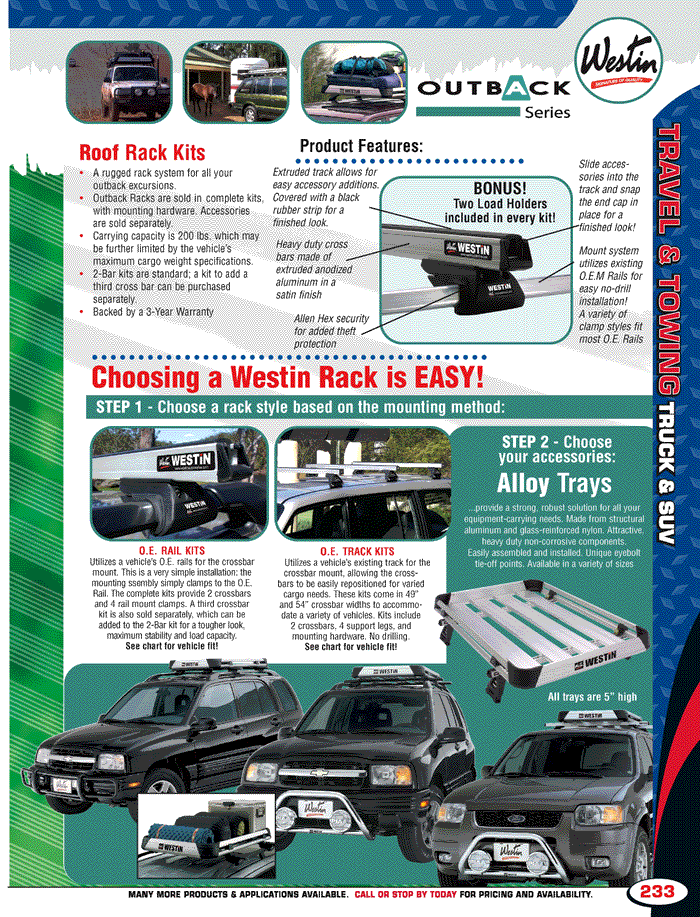 Westin
SIGNATURE OF QUALITY
OUTBACK
Series
Roof Rack Kits
• A rugged rack system for all your
outback excursions.
• Outback Racks are sold in complete kits,
with mounting hardware. Accessories
are sold separately.
• Carrying capacity is 200 lbs. which may
be further limited by the vehicle's
maximum cargo weight specifications.
• 2-Bar kits are standard; a kit to add a
third cross bar can be purchased
separately.
• Backed by a 3-Year Warranty
Product Features:
Extruded track allows for
easy accessory additions.
Covered with a black
rubber strip for a
finished look.
Heavy duty cross
bars made of
extruded anodized
aluminum in a
satin finish
Allen Hex security
for added theft
protection
BONUS!
Two Load Holders
included in every kit!
WESTiN
WESTiN
Slide acces-
sories into the
track and snap
the end cap in
place for a
finished look!
Mount system
utilizes existing
O.E.M Rails for
easy no-drill
installation!
A variety of
clamp styles fit
most O.E. Rails
TRAVEL & TOWING TRUCK & SUV
Choosing a Westin Rack is EASY!
STEP 1 - Choose a rack style based on the mounting method:
WESTiN
WESTiN
O.E. RAIL KITS
Utilizes a vehicle's O.E. rails for the crossbar
mount. This is a very simple installation: the
mounting ssembly simply clamps to the O.E.
Rail. The complete kits provide 2 crossbars
and 4 rail mount clamps. A third crossbar
kit is also sold separately, which can be
added to the 2-Bar kit for a tougher look,
maximum stability and load capacity.
See chart for vehicle fit!
O.E. TRACK KITS
Utilizes a vehicle's existing track for the
crossbar mount, allowing the cross-
bars to be easily repositioned for varied
cargo needs. These kits come in 49"
and 54" crossbar widths to accommo-
date a variety of vehicles. Kits include
2 crossbars, 4 support legs, and
mounting hardware. No drilling.
See chart for vehicle fit!
STEP 2 - Choose
your accessories:
Alloy Trays
...provide a strong, robust solution for all your
equipment-carrying needs. Made from structural
aluminum and glass-reinforced nylon. Attractive,
heavy duty non-corrosive components.
Easily assembled and installed. Unique eyebolt
tie-off points. Available in a variety of sizes
WESTiN
All trays are 5" high
Westin
Westin
Westin
WESTiN
MANY MORE PRODUCTS & APPLICATIONS AVAILABLE. CALL OR STOP BY TODAY FOR PRICING AND AVAILABILITY.
233